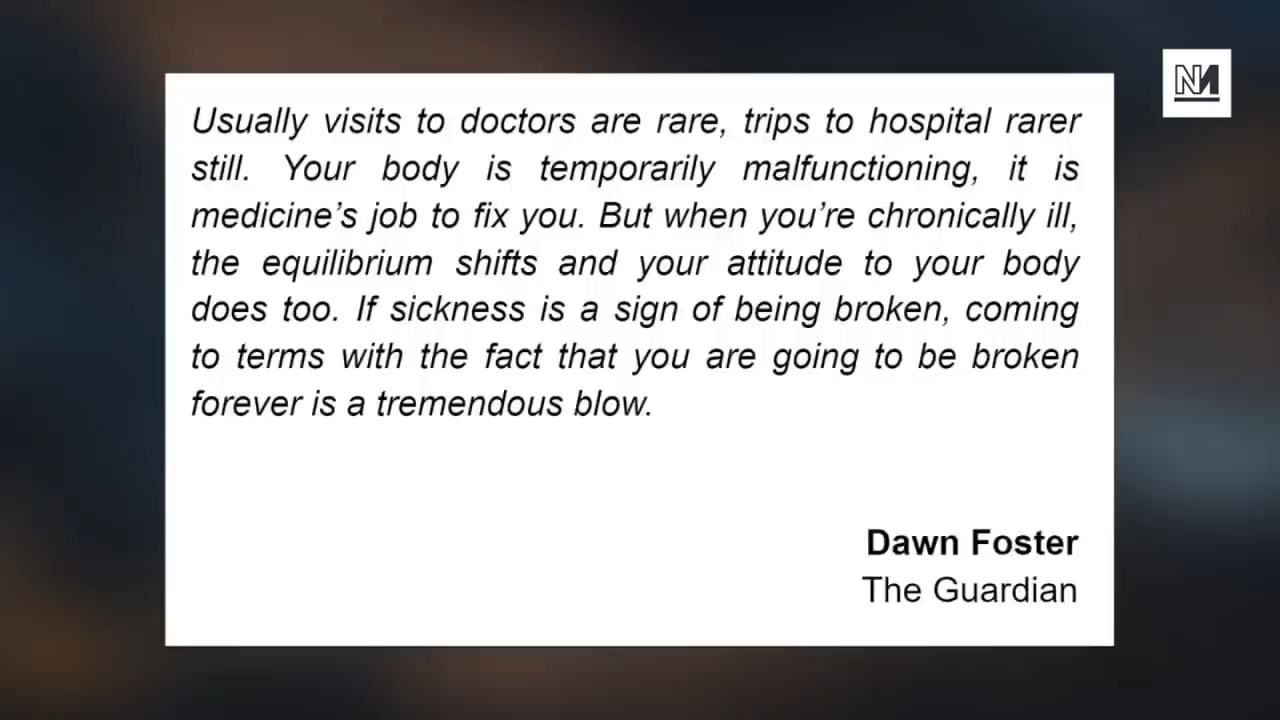 Usually visits to doctors are rare, trips to hospital rarer
still. Your body is temporarily malfunctioning, it is
medicine’s job to fix you. But when you’re chronically ill,
the equilibrium shifts and your attitude to your body
does too. If sickness is a sign of being broken, coming
to terms with the fact that you are going to be broken
forever is a tremendous blow.
Dawn Foster
The Guardian
NM